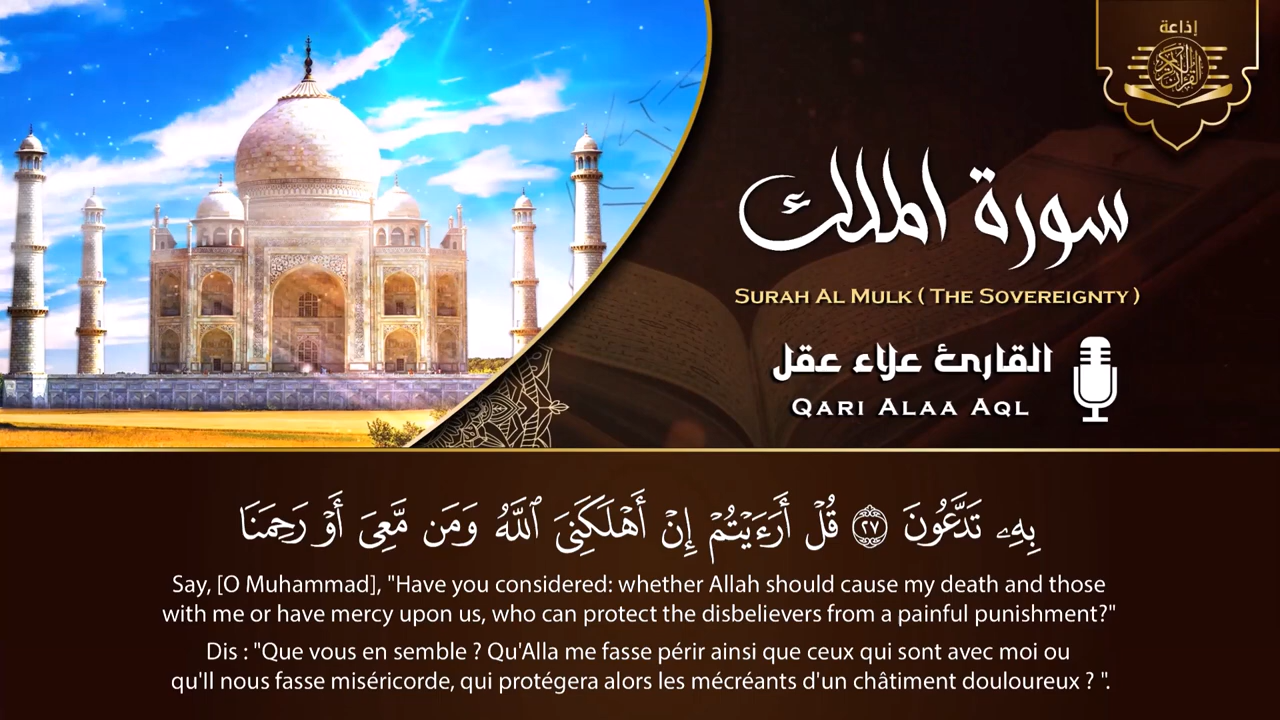 إذاعة
القرآن الكريم
سورة الملك
SURAH AL MULK ( THE SOVEREIGNTY )
القارئ علاء عقل
QARI ALAA AQL
بِهِۦ تَدَّعُونَ ٢٧ قُلْ أَرَءَيْتُمْ إِنْ أَهْلَكَنِىَ ٱللَّهُ وَمَن مَّعِىَ أَوْ رَحِمَنَا
Say, [O Muhammad], "Have you considered: whether Allah should cause my death and those
with me or have mercy upon us, who can protect the disbelievers from a painful punishment?"
Dis : "Que vous en semble ? Qu'Alla me fasse périr ainsi que ceux qui sont avec moi ou
qu'Il nous fasse miséricorde, qui protégera alors les mécréants d'un châtiment douloureux ? ".